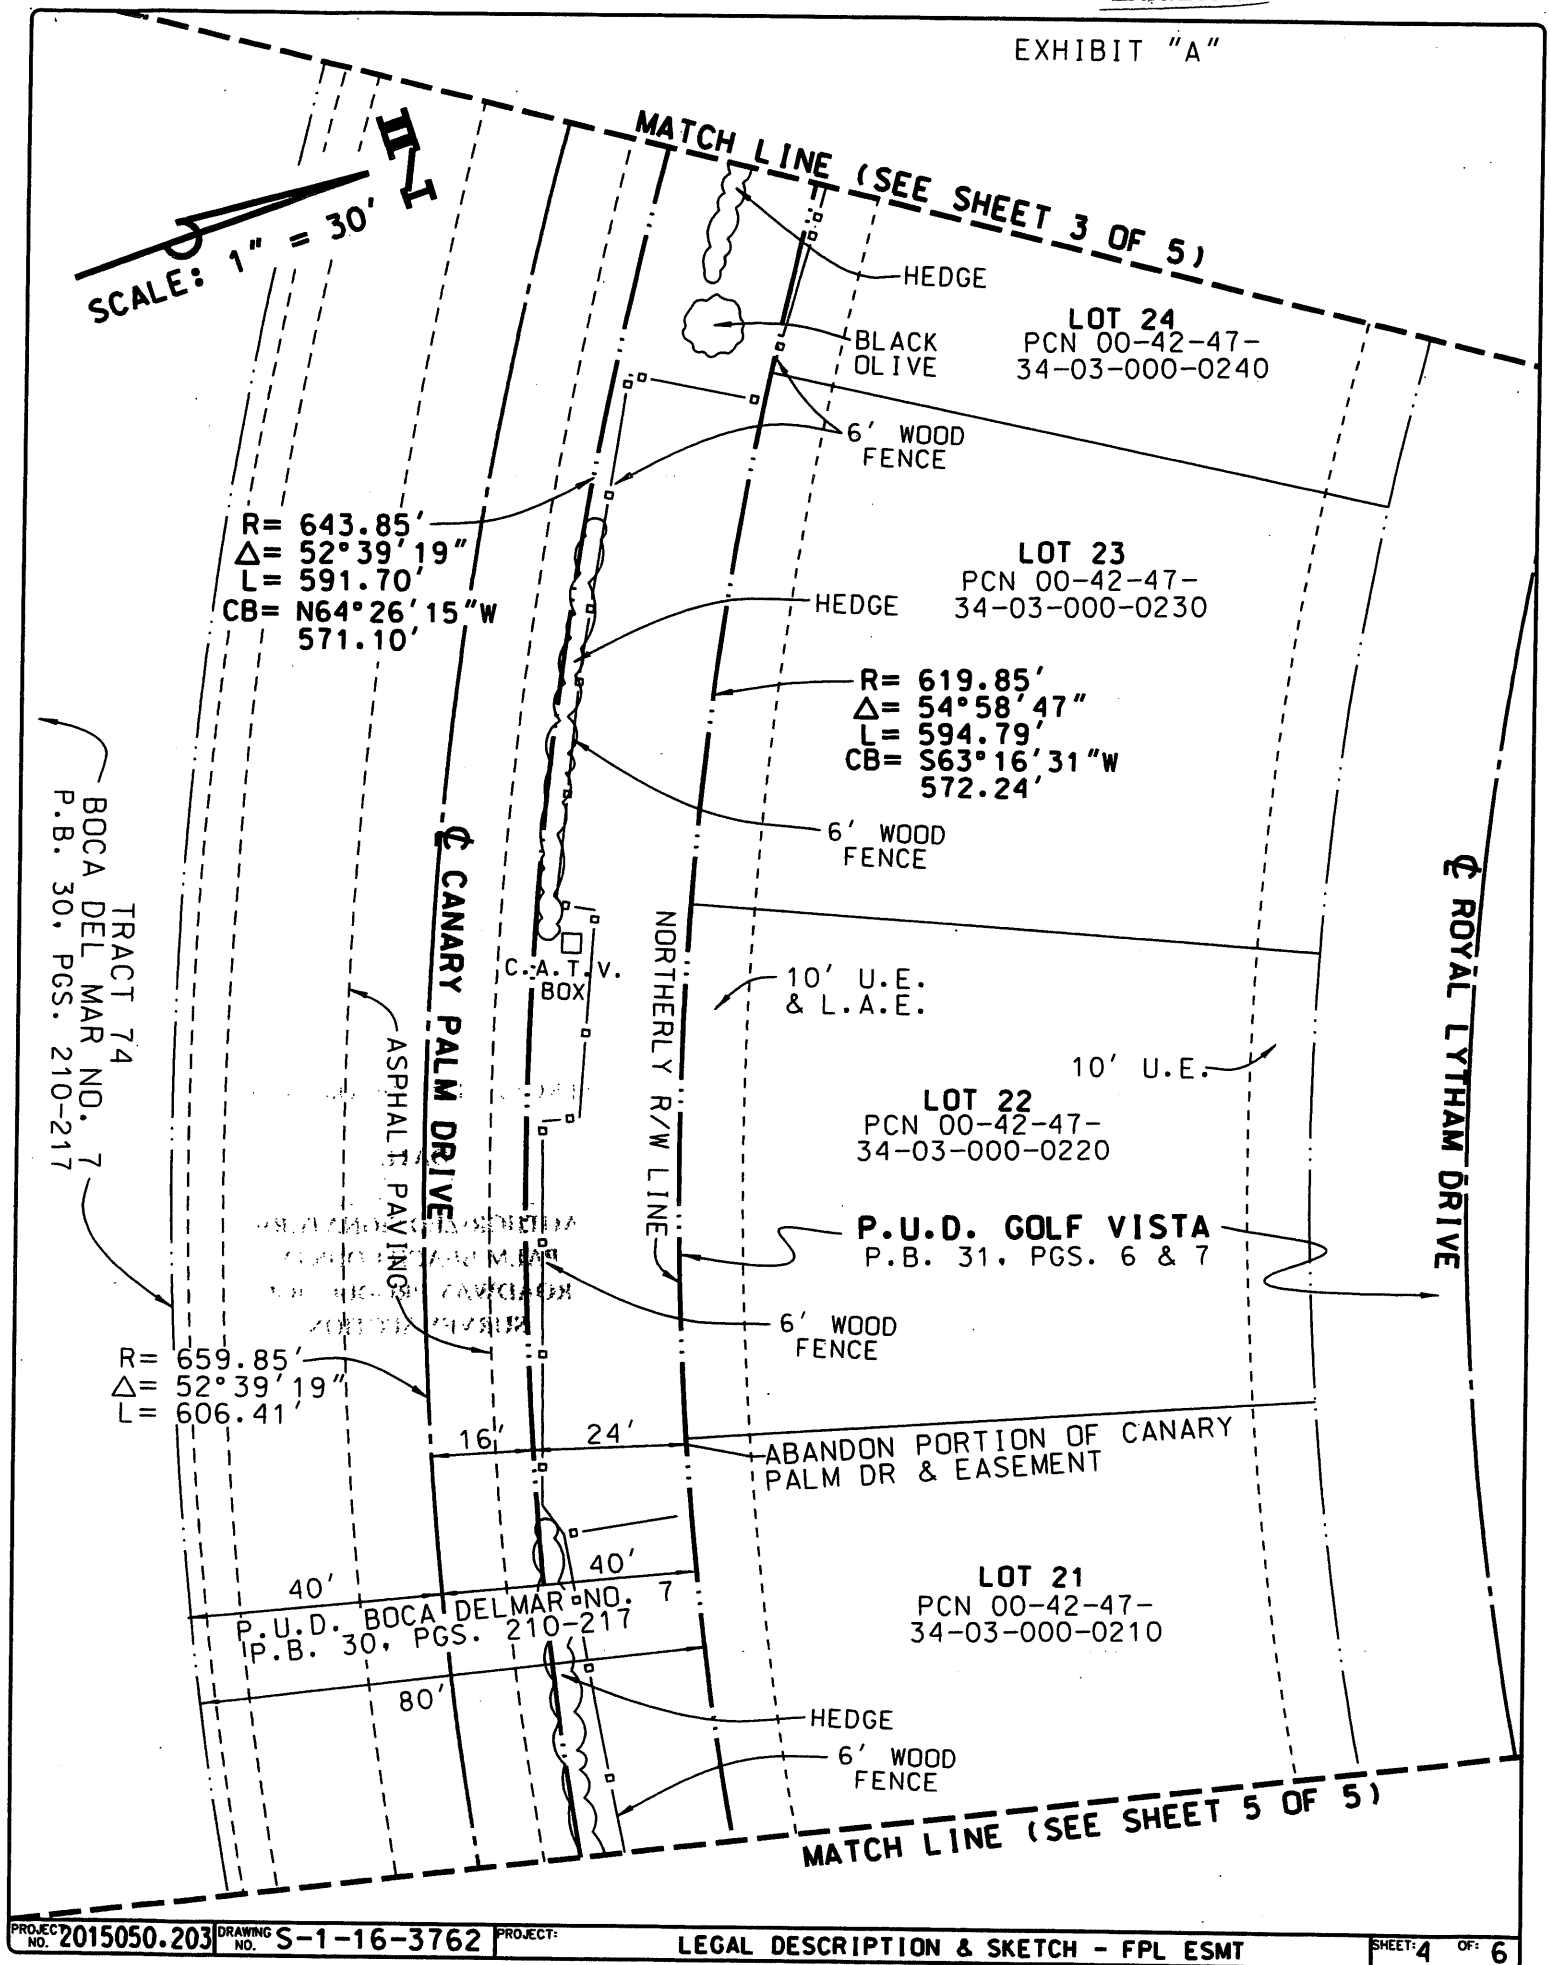 EXHIBIT "A"
MATCH LINE (SEE SHEET 3 OF 5)
SCALE: 1" = 30'
HEDGE
BLACK
OLIVE
LOT 24
PCN 00-42-47-
34-03-000-0240
6' WOOD
FENCE
R= 643.85'
Δ= 52°39'19"
L= 591.70'
CB= N64°26'15"W
571.10'
LOT 23
PCN 00-42-47-
34-03-000-0230
HEDGE
R= 619.85'
Δ= 54°58'47"
L= 594.79'
CB= S63°16'31"W
572.24'
6' WOOD
FENCE
TRACT 74
BOCA DEL MAR NO. 7
P.B. 30, PGS. 210-217
℄ CANARY PALM DRIVE
ASPHALT PAVING
C.A.T.V.
BOX
NORTHERLY R/W LINE
10' U.E.
& L.A.E.
10' U.E.
℄ ROYAL LYTHAM DRIVE
LOT 22
PCN 00-42-47-
34-03-000-0220
P.U.D. GOLF VISTA
P.B. 31, PGS. 6 & 7
6' WOOD
FENCE
R= 659.85'
Δ= 52°39'19"
L= 606.41'
16'
24'
ABANDON PORTION OF CANARY
PALM DR & EASEMENT
40'
40'
P.U.D. BOCA DELMAR NO. 7
P.B. 30, PGS. 210-217
80'
LOT 21
PCN 00-42-47-
34-03-000-0210
HEDGE
6' WOOD
FENCE
MATCH LINE (SEE SHEET 5 OF 5)
PROJECT NO. 2015050.203 DRAWING NO. S-1-16-3762 PROJECT: LEGAL DESCRIPTION & SKETCH - FPL ESMT SHEET: 4 OF: 6